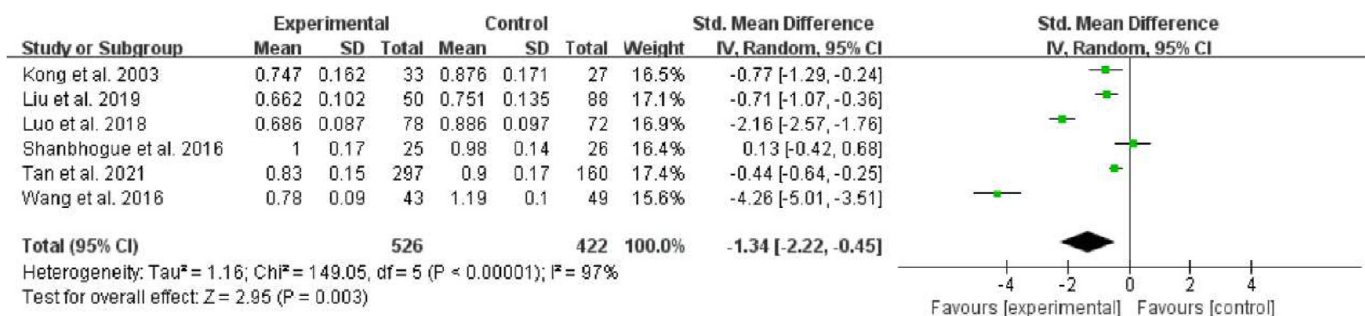 Experimental Control Std. Mean Difference Std. Mean Difference
Study or Subgroup Mean SD Total Mean SD Total Weight IV, Random, 95% CI IV, Random, 95% CI
Kong et al. 2003 0.747 0.162 33 0.876 0.171 27 16.5% -0.77 [-1.29, -0.24]
Liu et al. 2019 0.662 0.102 50 0.751 0.135 88 17.1% -0.71 [-1.07, -0.36]
Luo et al. 2018 0.686 0.087 78 0.886 0.097 72 16.9% -2.16 [-2.57, -1.76]
Shanbhogue et al. 2016 1 0.17 25 0.98 0.14 26 16.4% 0.13 [-0.42, 0.68]
Tan et al. 2021 0.83 0.15 297 0.9 0.17 160 17.4% -0.44 [-0.64, -0.25]
Wang et al. 2016 0.78 0.09 43 1.19 0.1 49 15.6% -4.26 [-5.01, -3.51]
Total (95% CI) 526 422 100.0% -1.34 [-2.22, -0.45]
Heterogeneity: Tau² = 1.16; Chi² = 149.05, df = 5 (P < 0.00001); I² = 97%
Test for overall effect: Z = 2.95 (P = 0.003)
-4 -2 0 2 4
Favours [experimental] Favours [control]